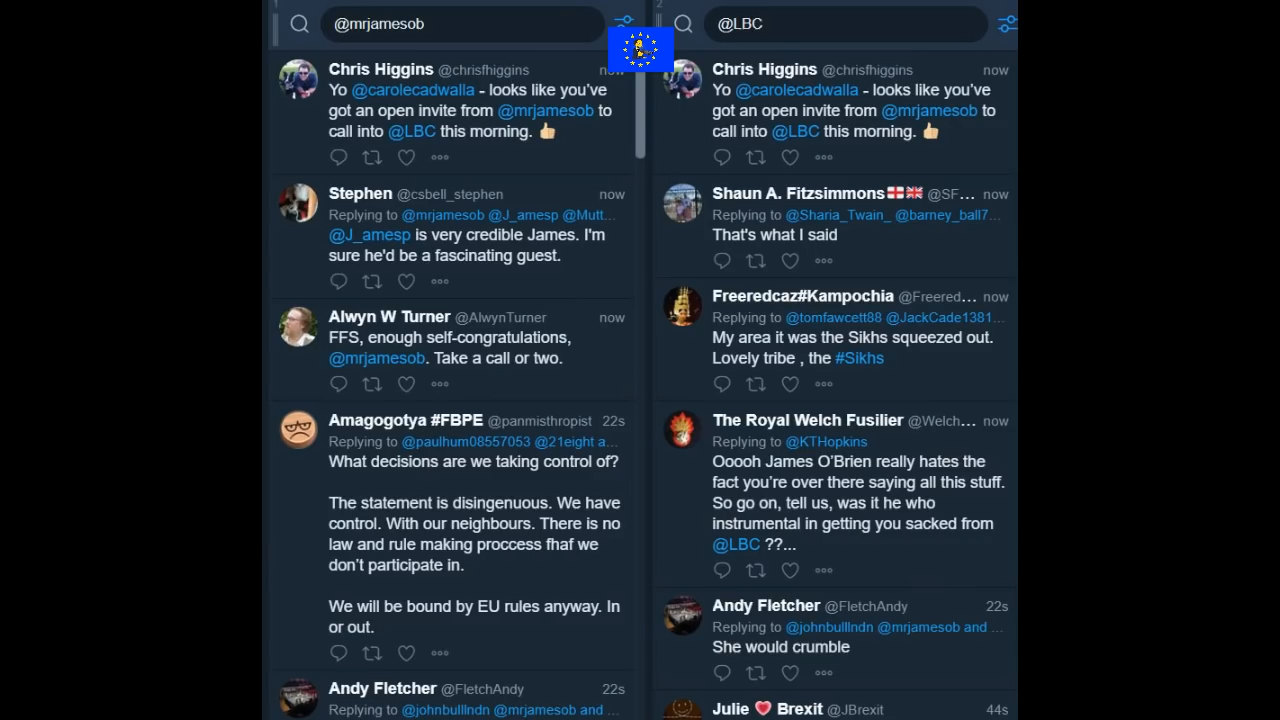 1
@mrjamesob
Chris Higgins @chrisfhiggins now
Yo @carolecadwalla - looks like you've
got an open invite from @mrjamesob to
call into @LBC this morning. 👍🏼
Stephen @csbell_stephen now
Replying to @mrjamesob @J_amesp @Mutt...
@J_amesp is very credible James. I'm
sure he'd be a fascinating guest.
Alwyn W Turner @AlwynTurner now
FFS, enough self-congratulations,
@mrjamesob. Take a call or two.
Amagogotya #FBPE @panmisthropist 22s
Replying to @paulhum08557053 @21eight a...
What decisions are we taking control of?
The statement is disingenuous. We have
control. With our neighbours. There is no
law and rule making proccess fhaf we
don't participate in.
We will be bound by EU rules anyway. In
or out.
Andy Fletcher @FletchAndy 22s
Replying to @johnbulllndn @mrjamesob and ...
2
@LBC
Chris Higgins @chrisfhiggins now
Yo @carolecadwalla - looks like you've
got an open invite from @mrjamesob to
call into @LBC this morning. 👍🏼
Shaun A. Fitzsimmons🏴󠁧󠁢󠁥󠁮󠁧󠁿🇬🇧 @SF... now
Replying to @Sharia_Twain_ @barney_ball7...
That's what I said
Freeredcaz#Kampochia @Freered... now
Replying to @tomfawcett88 @JackCade1381...
My area it was the Sikhs squeezed out.
Lovely tribe , the #Sikhs
The Royal Welch Fusilier @Welch... now
Replying to @KTHopkins
Ooooh James O'Brien really hates the
fact you're over there saying all this stuff.
So go on, tell us, was it he who
instrumental in getting you sacked from
@LBC ??...
Andy Fletcher @FletchAndy 22s
Replying to @johnbulllndn @mrjamesob and ...
She would crumble
Julie 💗 Brexit @JBrexit 44s